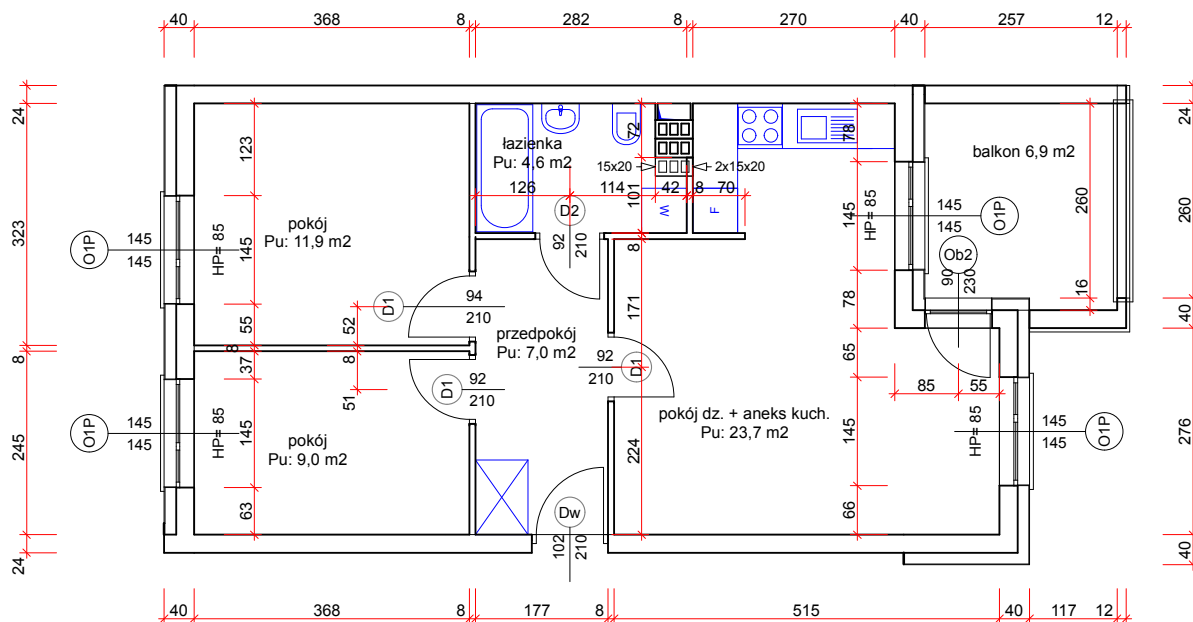 40 368 8 282 8 270 40 257 12
24
323
8
245
24
24
260
260
16
40
276
40
123
145
55
8
37
145
63
łazienka
Pu: 4,6 m2
126 114 42 8 70
72
101
8
171
224
15x20
2x15x20
W
F
D2
92
210
pokój
Pu: 11,9 m2
O1P
145
145
HP= 85
D1
94
210
52
8
51
przedpokój
Pu: 7,0 m2
D1
92
210
D1
92
210
pokój
Pu: 9,0 m2
O1P
145
145
HP= 85
Dw
102
210
pokój dz. + aneks kuch.
Pu: 23,7 m2
78
145
78
65
145
66
HP= 85
balkon 6,9 m2
145
145
O1P
Ob2
90
230
85 55
HP= 85
145
145
O1P
40 368 8 177 8 515 40 117 12